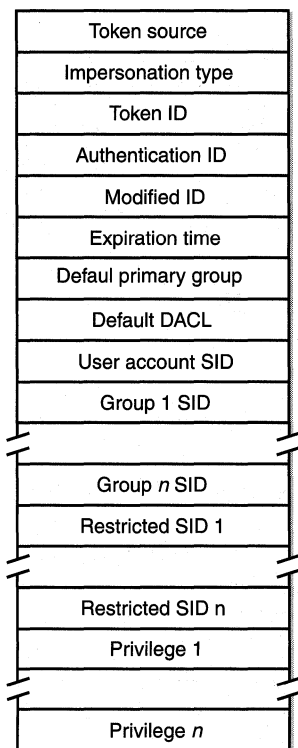 Token source
Impersonation type
Token ID
Authentication ID
Modified ID
Expiration time
Defaul primary group
Default DACL
User account SID
Group 1 SID
Group n SID
Restricted SID 1
Restricted SID n
Privilege 1
Privilege n